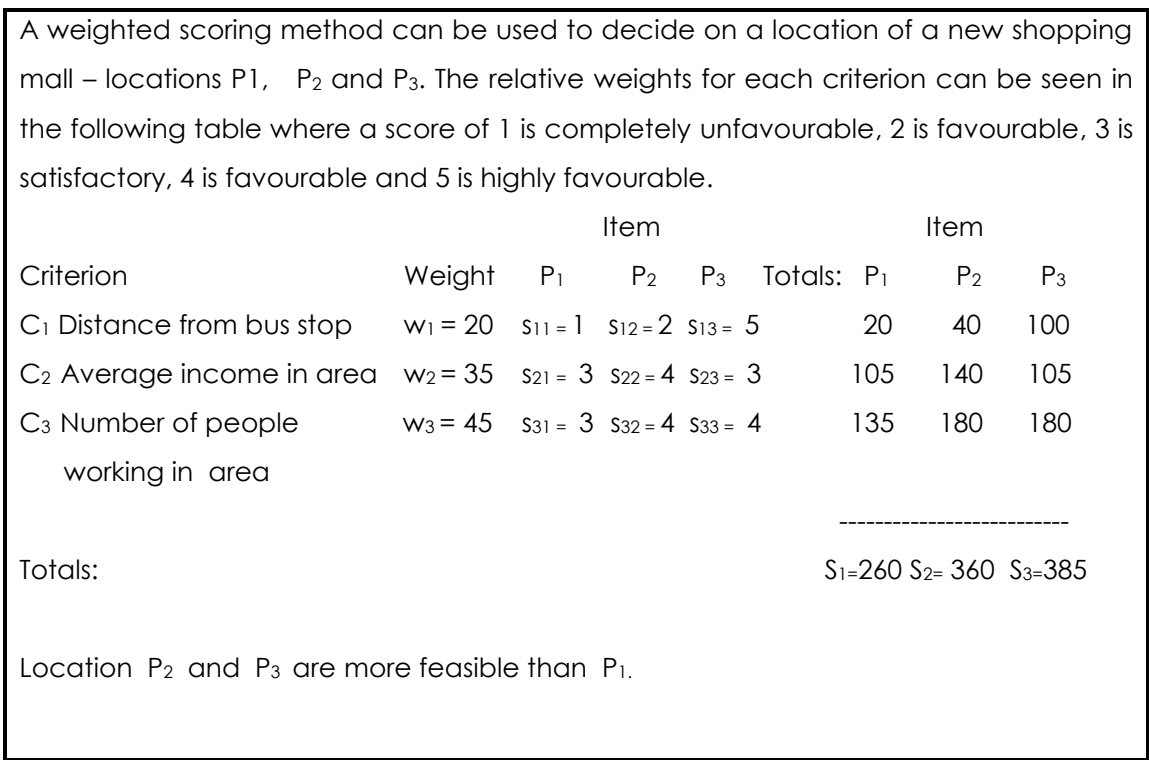 A weighted scoring method can be used to decide on a location of a new shopping
mall – locations P1, P2 and P3. The relative weights for each criterion can be seen in
the following table where a score of 1 is completely unfavourable, 2 is favourable, 3 is
satisfactory, 4 is favourable and 5 is highly favourable.
Item Item
Criterion Weight P1 P2 P3 Totals: P1 P2 P3
C1 Distance from bus stop w1 = 20 s11 = 1 s12 = 2 s13 = 5 20 40 100
C2 Average income in area w2 = 35 s21 = 3 s22 = 4 s23 = 3 105 140 105
C3 Number of people w3 = 45 s31 = 3 s32 = 4 s33 = 4 135 180 180
working in area
--------------------------
Totals: S1=260 S2= 360 S3=385
Location P2 and P3 are more feasible than P1.